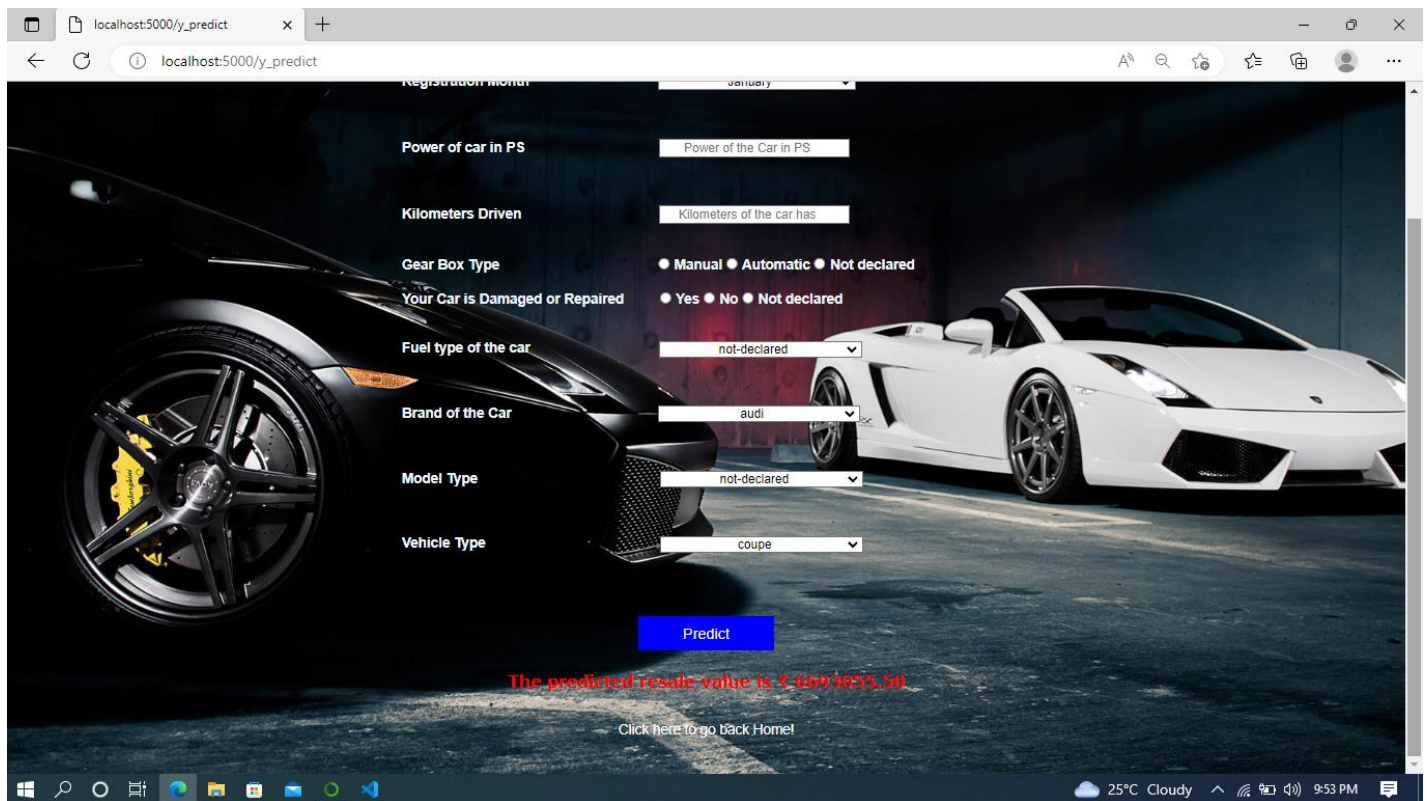 localhost:5000/y_predict
localhost:5000/y_predict
Registration Month January
Power of car in PS Power of the Car in PS
Kilometers Driven Kilometers of the car has
Gear Box Type Manual Automatic Not declared
Your Car is Damaged or Repaired Yes No Not declared
Fuel type of the car not-declared
Brand of the Car audi
Model Type not-declared
Vehicle Type coupe
Predict
The predicted resale value is ₹ 6693055.50
Click here to go back Home!
25°C Cloudy 9:53 PM